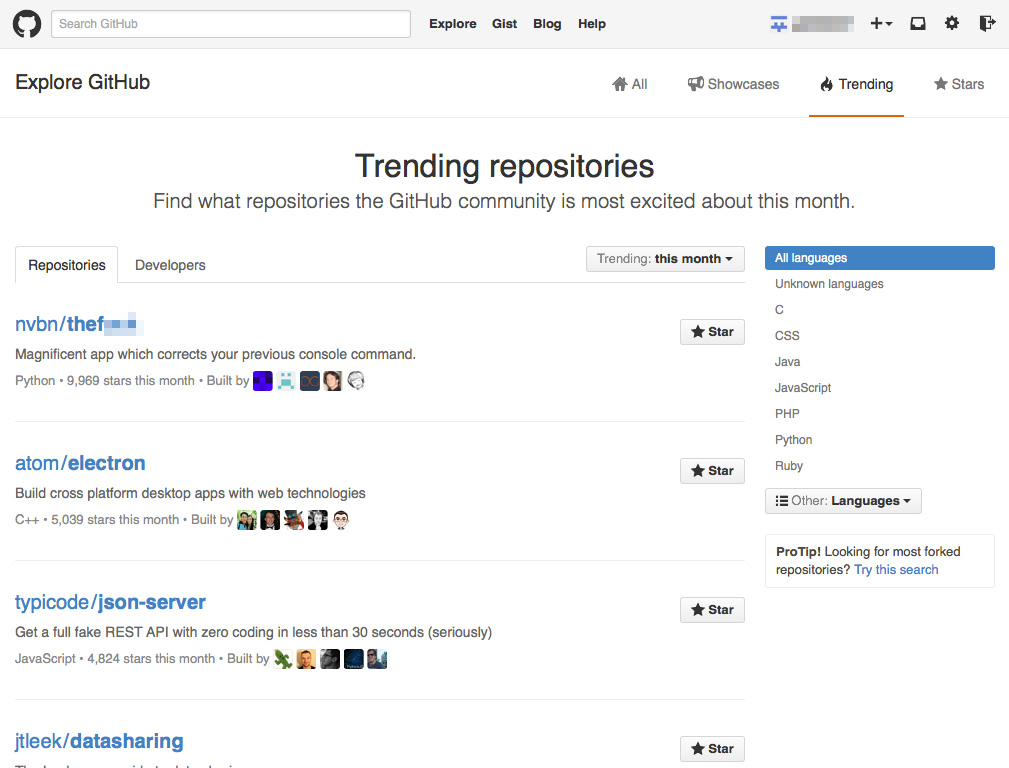 Search GitHub
Explore Gist Blog Help
Explore GitHub
All Showcases Trending Stars
Trending repositories
Find what repositories the GitHub community is most excited about this month.
Repositories Developers
Trending: this month
nvbn/thef
Star
Magnificent app which corrects your previous console command.
Python • 9,969 stars this month • Built by
atom/electron
Star
Build cross platform desktop apps with web technologies
C++ • 5,039 stars this month • Built by
typicode/json-server
Star
Get a full fake REST API with zero coding in less than 30 seconds (seriously)
JavaScript • 4,824 stars this month • Built by
jtleek/datasharing
Star
All languages
Unknown languages
C
CSS
Java
JavaScript
PHP
Python
Ruby
Other: Languages
ProTip! Looking for most forked
repositories? Try this search